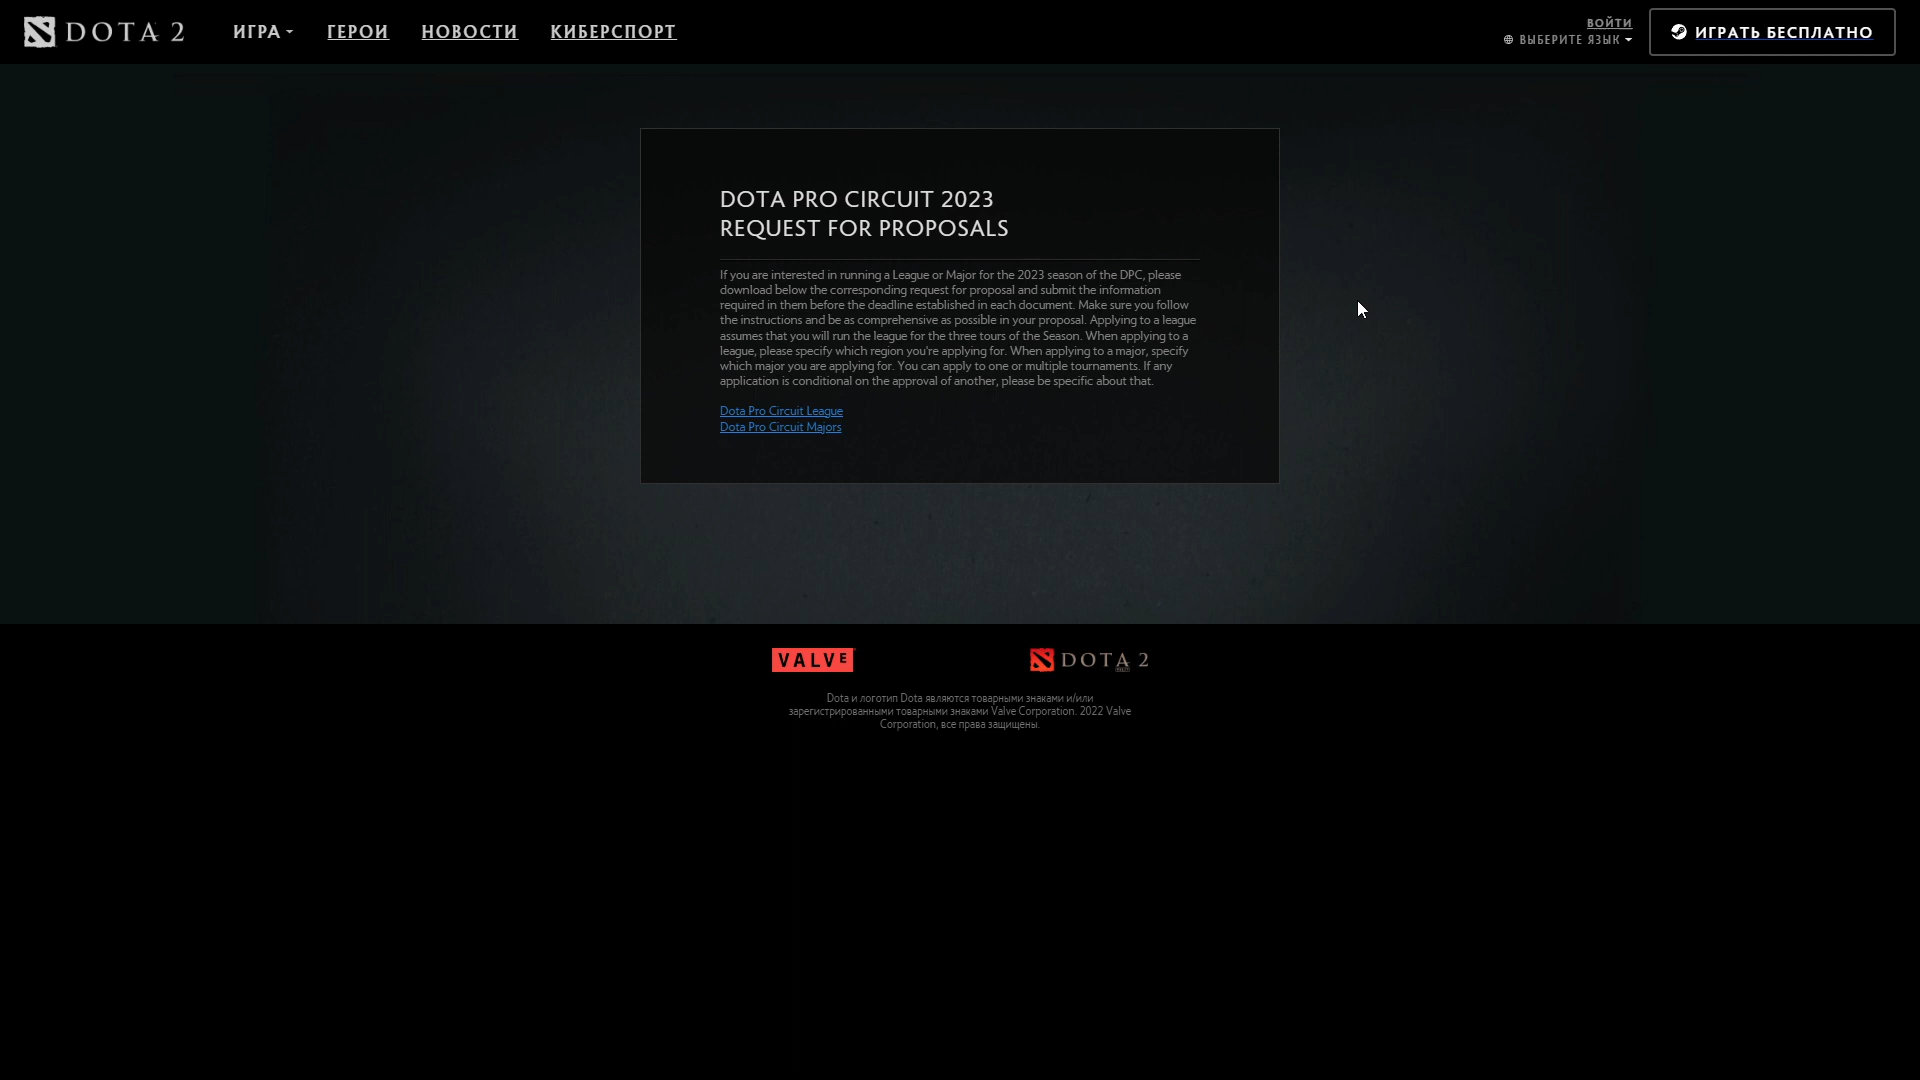 DOTA 2
ИГРА
ГЕРОИ
НОВОСТИ
КИБЕРСПОРТ
ВОЙТИ
ВЫБЕРИТЕ ЯЗЫК
ИГРАТЬ БЕСПЛАТНО
DOTA PRO CIRCUIT 2023
REQUEST FOR PROPOSALS
If you are interested in running a League or Major for the 2023 season of the DPC, please
download below the corresponding request for proposal and submit the information
required in them before the deadline established in each document. Make sure you follow
the instructions and be as comprehensive as possible in your proposal. Applying to a league
assumes that you will run the league for the three tours of the Season. When applying to a
league, please specify which region you're applying for. When applying to a major, specify
which major you are applying for. You can apply to one or multiple tournaments. If any
application is conditional on the approval of another, please be specific about that.
Dota Pro Circuit League
Dota Pro Circuit Majors
VALVE
DOTA 2
Dota и логотип Dota являются товарными знаками и/или
зарегистрированными товарными знаками Valve Corporation. 2022 Valve
Corporation, все права защищены.